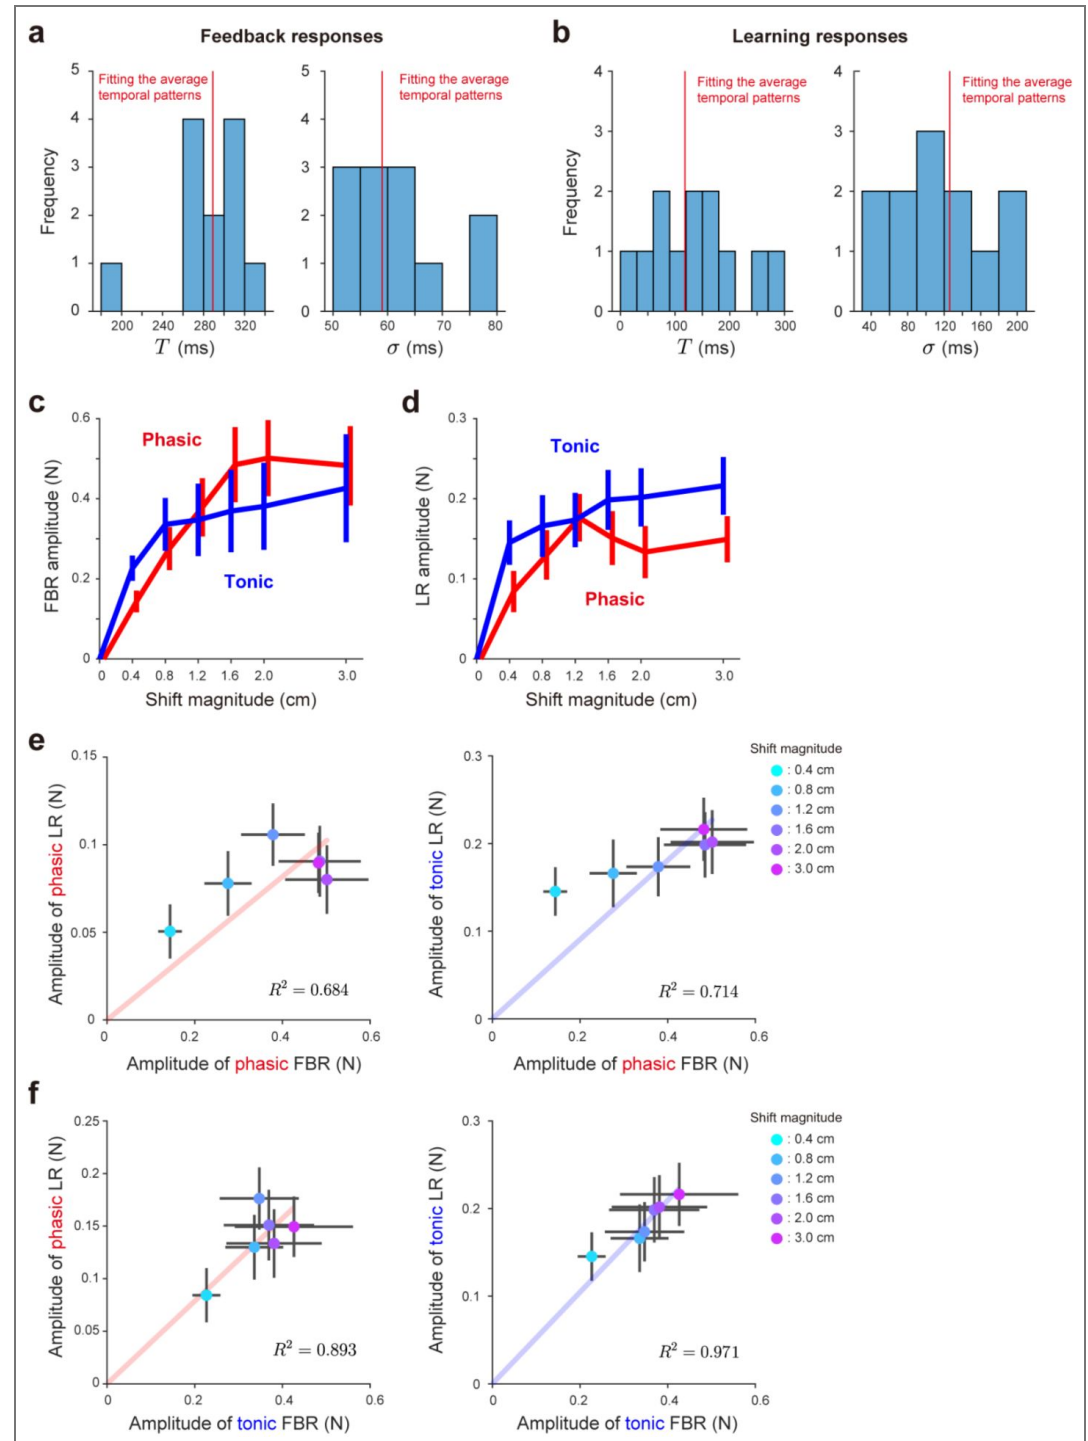 a
Feedback responses
5
4
3
2
1
0
Frequency
Fitting the average
temporal patterns
200
240
280
320
T (ms)
5
4
3
2
1
0
Fitting the average
temporal patterns
50
60
70
80
σ (ms)
b
Learning responses
4
3
2
1
0
Frequency
Fitting the average
temporal patterns
0
100
200
300
T (ms)
4
3
2
1
0
Fitting the average
temporal patterns
40
80
120
160
200
σ (ms)
c
0.6
0.4
0.2
0
FBR amplitude (N)
Phasic
Tonic
0 0.4 0.8 1.2 1.6 2.0 3.0
Shift magnitude (cm)
d
0.3
0.2
0.1
0
LR amplitude (N)
Tonic
Phasic
0 0.4 0.8 1.2 1.6 2.0 3.0
Shift magnitude (cm)
e
0.15
0.1
0.05
0
Amplitude of phasic LR (N)
R² = 0.684
0 0.2 0.4 0.6
Amplitude of phasic FBR (N)
0.3
0.2
0.1
0
Amplitude of tonic LR (N)
R² = 0.714
0 0.2 0.4 0.6
Amplitude of phasic FBR (N)
Shift magnitude
: 0.4 cm
: 0.8 cm
: 1.2 cm
: 1.6 cm
: 2.0 cm
: 3.0 cm
f
0.25
0.2
0.15
0.1
0.05
0
Amplitude of phasic LR (N)
R² = 0.893
0 0.2 0.4 0.6
Amplitude of tonic FBR (N)
0.3
0.2
0.1
0
Amplitude of tonic LR (N)
R² = 0.971
0 0.2 0.4 0.6
Amplitude of tonic FBR (N)
Shift magnitude
: 0.4 cm
: 0.8 cm
: 1.2 cm
: 1.6 cm
: 2.0 cm
: 3.0 cm